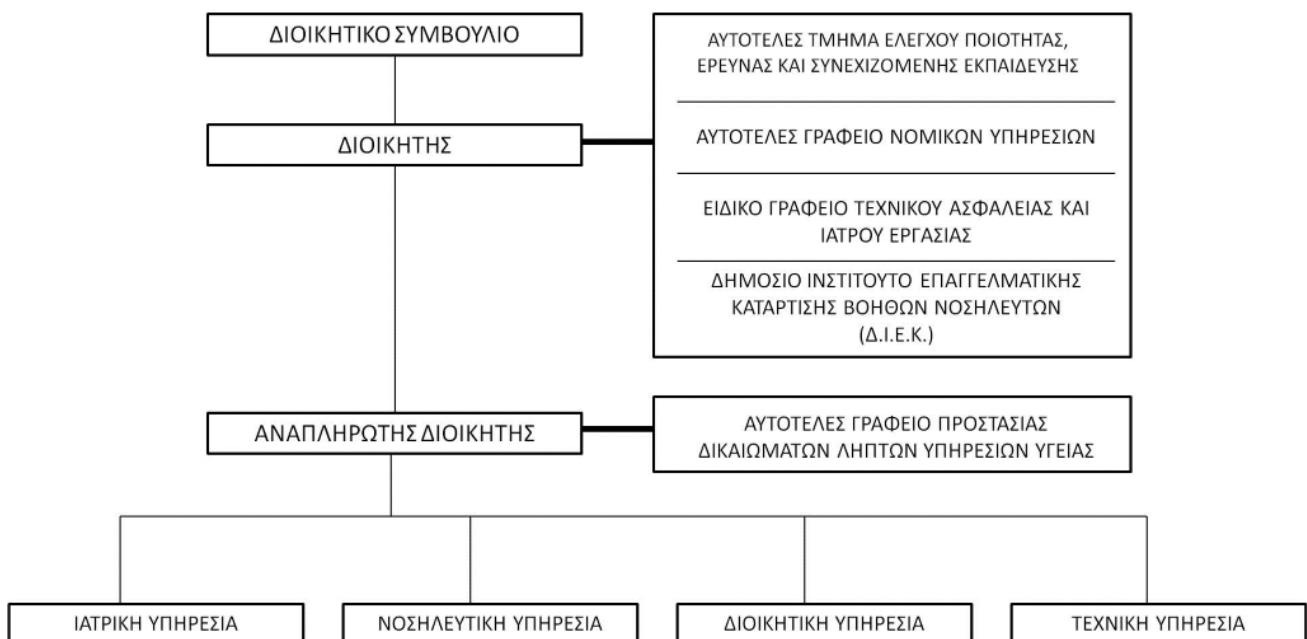 ΔΙΟΙΚΗΤΙΚΟ ΣΥΜΒΟΥΛΙΟ
ΑΥΤΟΤΕΛΕΣ ΤΜΗΜΑ ΕΛΕΓΧΟΥ ΠΟΙΟΤΗΤΑΣ,
ΕΡΕΥΝΑΣ ΚΑΙ ΣΥΝΕΧΙΖΟΜΕΝΗΣ ΕΚΠΑΙΔΕΥΣΗΣ
ΔΙΟΙΚΗΤΗΣ
ΑΥΤΟΤΕΛΕΣ ΓΡΑΦΕΙΟ ΝΟΜΙΚΩΝ ΥΠΗΡΕΣΙΩΝ
ΕΙΔΙΚΟ ΓΡΑΦΕΙΟ ΤΕΧΝΙΚΟΥ ΑΣΦΑΛΕΙΑΣ ΚΑΙ
ΙΑΤΡΟΥ ΕΡΓΑΣΙΑΣ
ΔΗΜΟΣΙΟ ΙΝΣΤΙΤΟΥΤΟ ΕΠΑΓΓΕΛΜΑΤΙΚΗΣ
ΚΑΤΑΡΤΙΣΗΣ ΒΟΗΘΩΝ ΝΟΣΗΛΕΥΤΩΝ
(Δ.Ι.Ε.Κ.)
ΑΝΑΠΛΗΡΩΤΗΣ ΔΙΟΙΚΗΤΗΣ
ΑΥΤΟΤΕΛΕΣ ΓΡΑΦΕΙΟ ΠΡΟΣΤΑΣΙΑΣ
ΔΙΚΑΙΩΜΑΤΩΝ ΛΗΠΤΩΝ ΥΠΗΡΕΣΙΩΝ ΥΓΕΙΑΣ
ΙΑΤΡΙΚΗ ΥΠΗΡΕΣΙΑ
ΝΟΣΗΛΕΥΤΙΚΗ ΥΠΗΡΕΣΙΑ
ΔΙΟΙΚΗΤΙΚΗ ΥΠΗΡΕΣΙΑ
ΤΕΧΝΙΚΗ ΥΠΗΡΕΣΙΑ